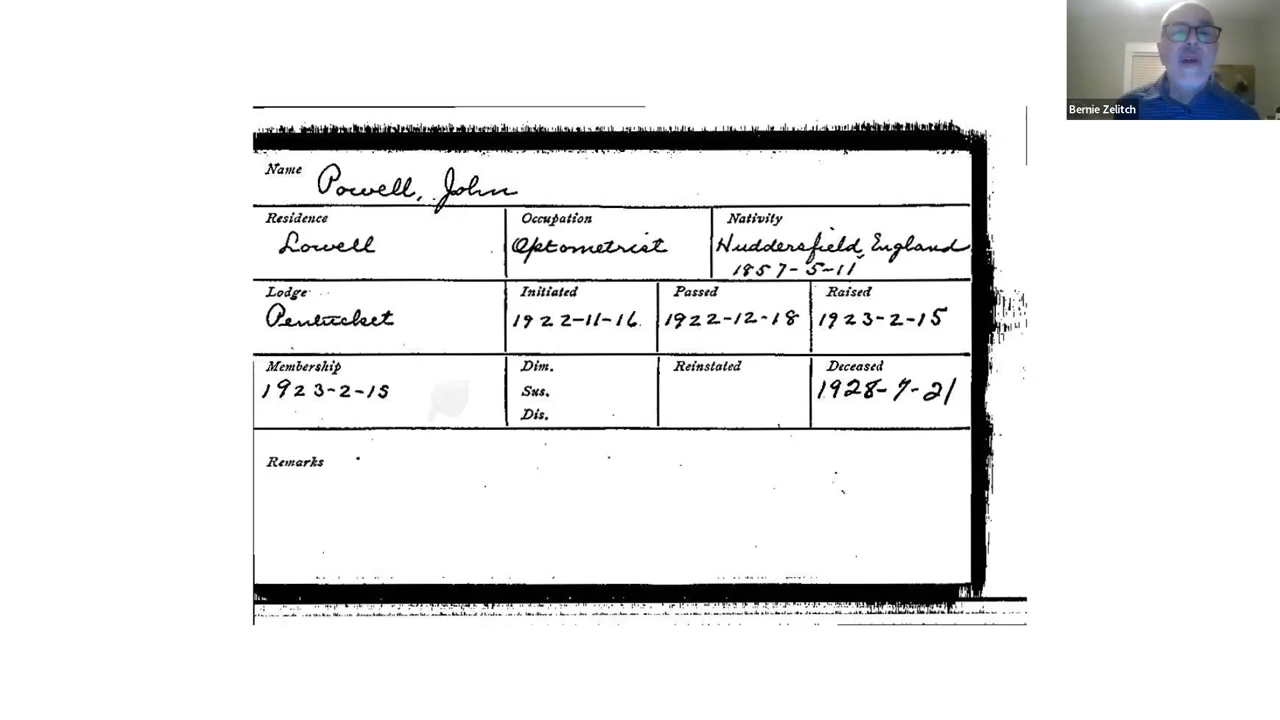 Bernie Zelitch
Name Powell, John
Residence Occupation Nativity
Lowell Optometrist Huddersfield, England
1857-5-11
Lodge Initiated Passed Raised
Pentucket 1922-11-16 1922-12-18 1923-2-15
Membership Dim. Reinstated Deceased
1923-2-15 Sus. 1928-7-21
Dis.
Remarks